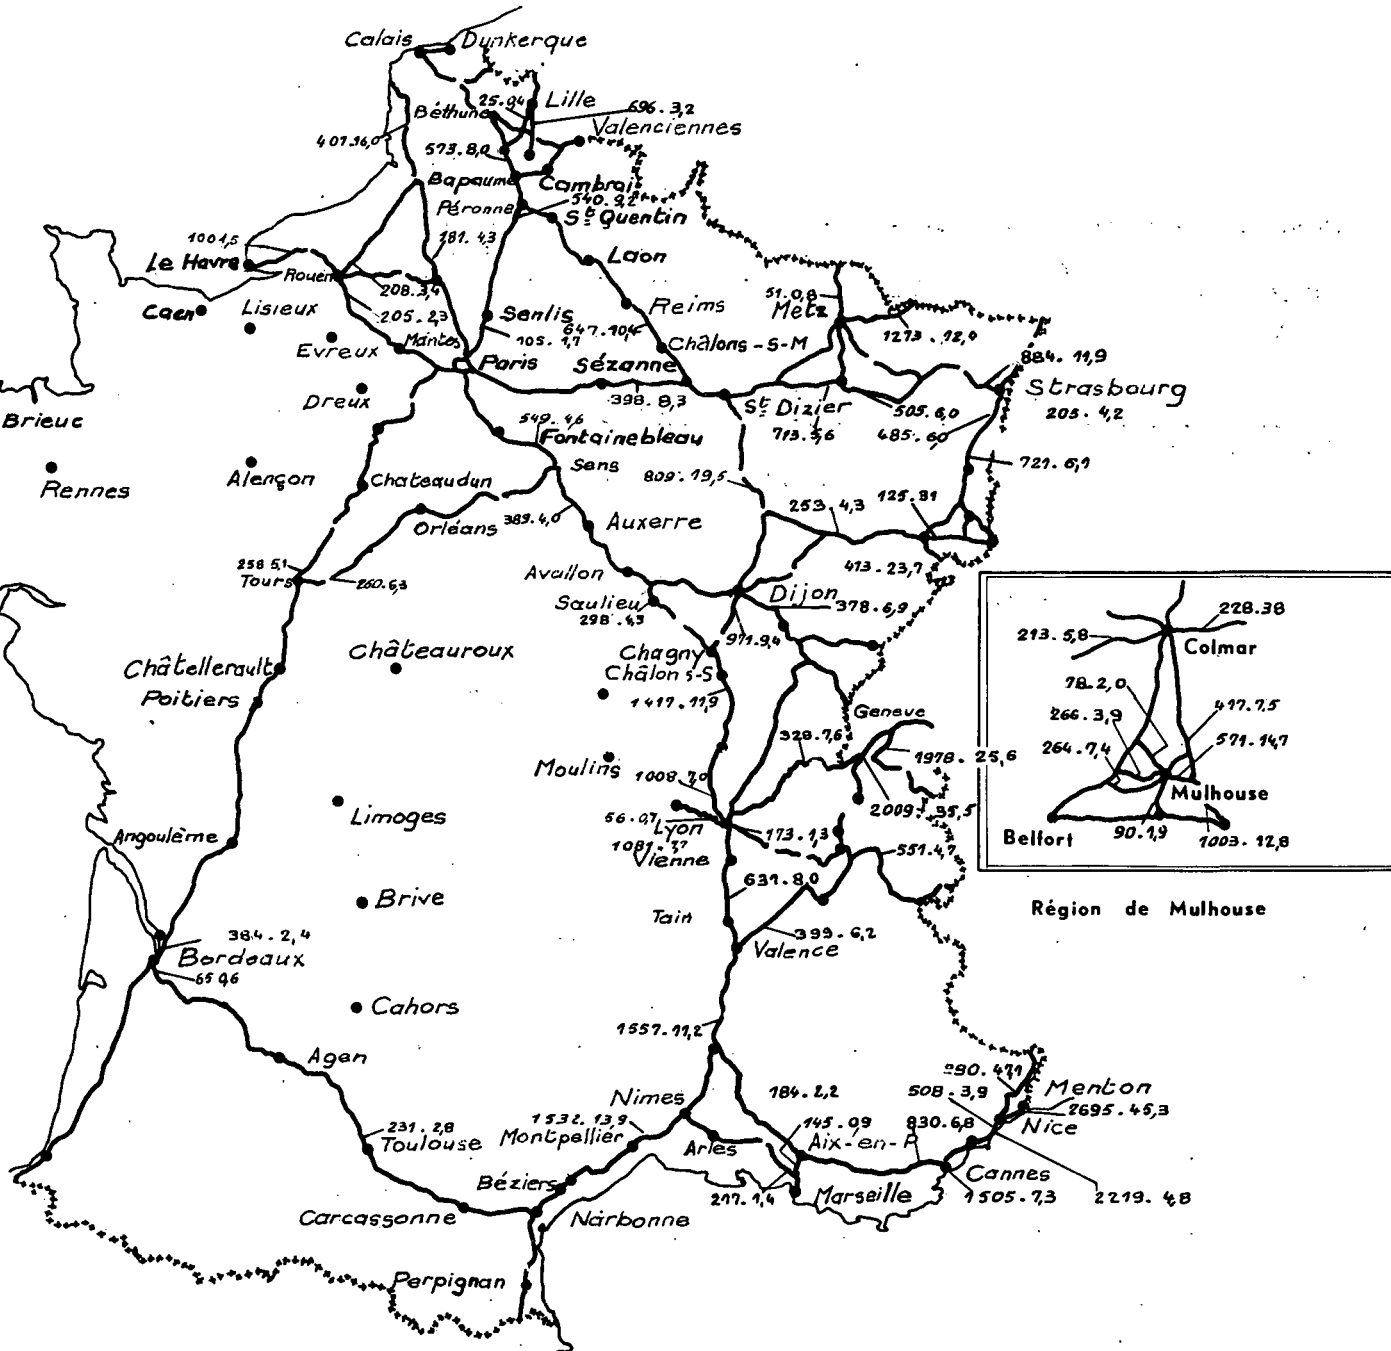 Calais
Dunkerque
Béthune
25.04
Lille
696. 3,2
Valenciennes
407.16,0
573.8,0
Bapaume
Cambrai
Péronne
540. 9,2
St Quentin
100 1,5
181. 4,3
Le Havre
Rouen
Laon
208.3,4
51.0,8
Metz
Caen
Lisieux
205. 2,3
Senlis
Reims
647.10,4
1273. 12,0
Evreux
Mantes
105. 1,7
Châlons-S-M
884. 11,9
Paris
Sézanne
Strasbourg
Dreux
398. 8,3
St Dizier
505. 6,0
205. 4,2
Brieuc
549. 4,6
Fontainebleau
713.5,6
485. 6,0
Sens
721. 6,1
Rennes
Alençon
Chateaudun
809. 19,5
Orléans
389. 4,0
Auxerre
253. 4,3
125. 31
258 5,1
Tours
260. 6,3
Avallon
413. 23,7
Saulieu
298. 4,5
Dijon
378. 6,9
971. 9,4
Châtellerault
Châteauroux
Chagny
Châlon s-S
Poitiers
1417. 11,9
Geneve
328. 7,6
1978. 25,6
Moulins
1008. 7,0
2009. 35,5
Limoges
56. 0,7
Lyon
173. 1,3
Angoulême
Vienne
551. 4,7
631. 8,0
Brive
Tain
399. 6,2
384. 2,4
Bordeaux
Valence
65 0,6
Cahors
1557. 11,2
Agen
Nimes
184. 2,2
508. 3,9
Menton
2695. 45,3
231. 2,8
Toulouse
1532. 13,9
Montpellier
Arles
145. 09
Aix-en-P
830. 6,8
Nice
Béziers
217. 1,4
Marseille
Cannes
1505. 7,3
2219. 4,8
Carcassonne
Narbonne
Perpignan
228. 38
213. 5,8
Colmar
78. 2,0
266. 3,9
417. 7,5
264. 7,4
571. 14,7
Mulhouse
Belfort
90. 1,9
1003. 12,8
Région de Mulhouse